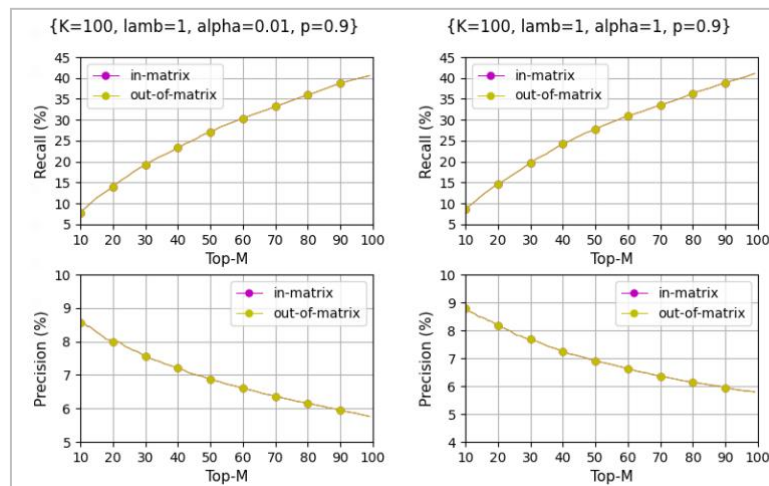 {K=100, lamb=1, alpha=0.01, p=0.9}
45
40
35
30
25
20
15
10
5
Recall (%)
in-matrix
out-of-matrix
10 20 30 40 50 60 70 80 90 100
Top-M
10
9
8
7
6
5
Precision (%)
in-matrix
out-of-matrix
10 20 30 40 50 60 70 80 90 100
Top-M
{K=100, lamb=1, alpha=1, p=0.9}
45
40
35
30
25
20
15
10
5
Recall (%)
in-matrix
out-of-matrix
10 20 30 40 50 60 70 80 90 100
Top-M
10
9
8
7
6
5
4
Precision (%)
in-matrix
out-of-matrix
10 20 30 40 50 60 70 80 90 100
Top-M